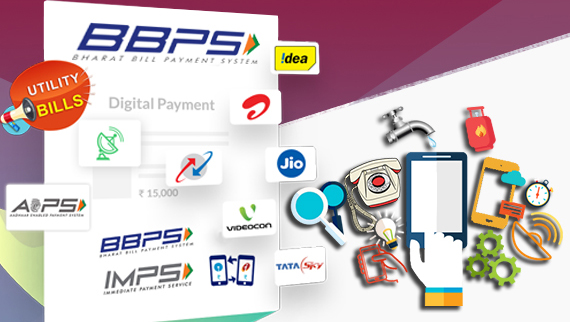 BBPS
BHARAT BILL PAYMENT SYSTEM
!dea
UTILITY
BILLS
Digital Payment
Jio
₹ 15,000
AePS
AADHAAR ENABLED PAYMENT SYSTEM
VIDEOCON
BBPS
BHARAT BILL PAYMENT SYSTEM
IMPS
IMMEDIATE PAYMENT SERVICE
TATA sky